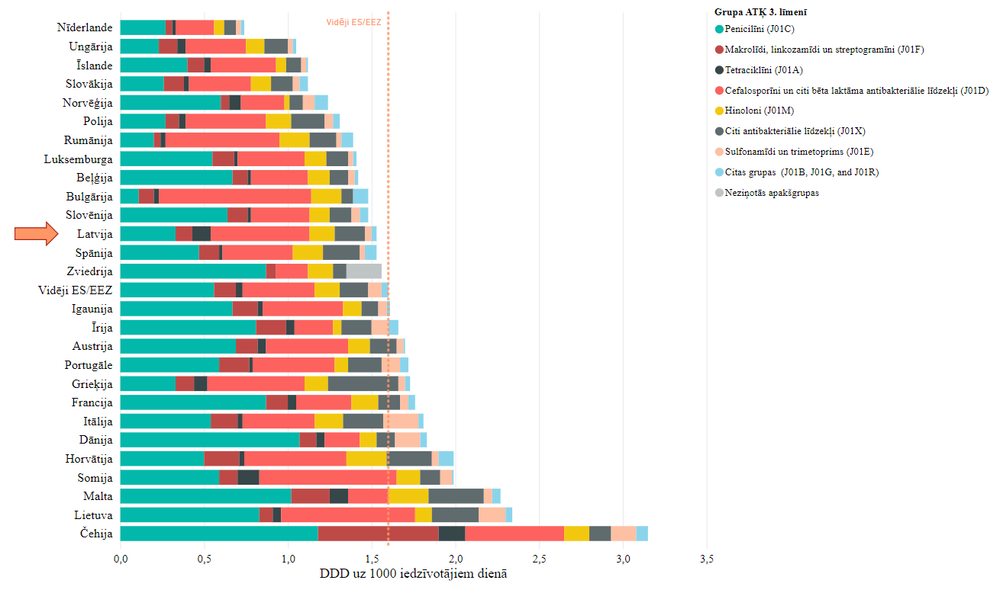 Vidēji ES/EEZ
Nīderlande
Ungārija
Īslande
Slovākija
Norvēģija
Polija
Rumānija
Luksemburga
Beļģija
Bulgārija
Slovēnija
Latvija
Spānija
Zviedrija
Vidēji ES/EEZ
Igaunija
Īrija
Austrija
Portugāle
Grieķija
Francija
Itālija
Dānija
Horvātija
Somija
Malta
Lietuva
Čehija
0,0 0,5 1,0 1,5 2,0 2,5 3,0 3,5
DDD uz 1000 iedzīvotājiem dienā
Grupa ATĶ 3. līmenī
Penicilīni (J01C)
Makrolīdi, linkozamīdi un streptogramīni (J01F)
Tetraciklīni (J01A)
Cefalosporīni un citi bēta laktāma antibakteriālie līdzekļi (J01D)
Hinoloni (J01M)
Citi antibakteriālie līdzekļi (J01X)
Sulfonamīdi un trimetoprims (J01E)
Citas grupas (J01B, J01G, and J01R)
Neziņotās apakšgrupas